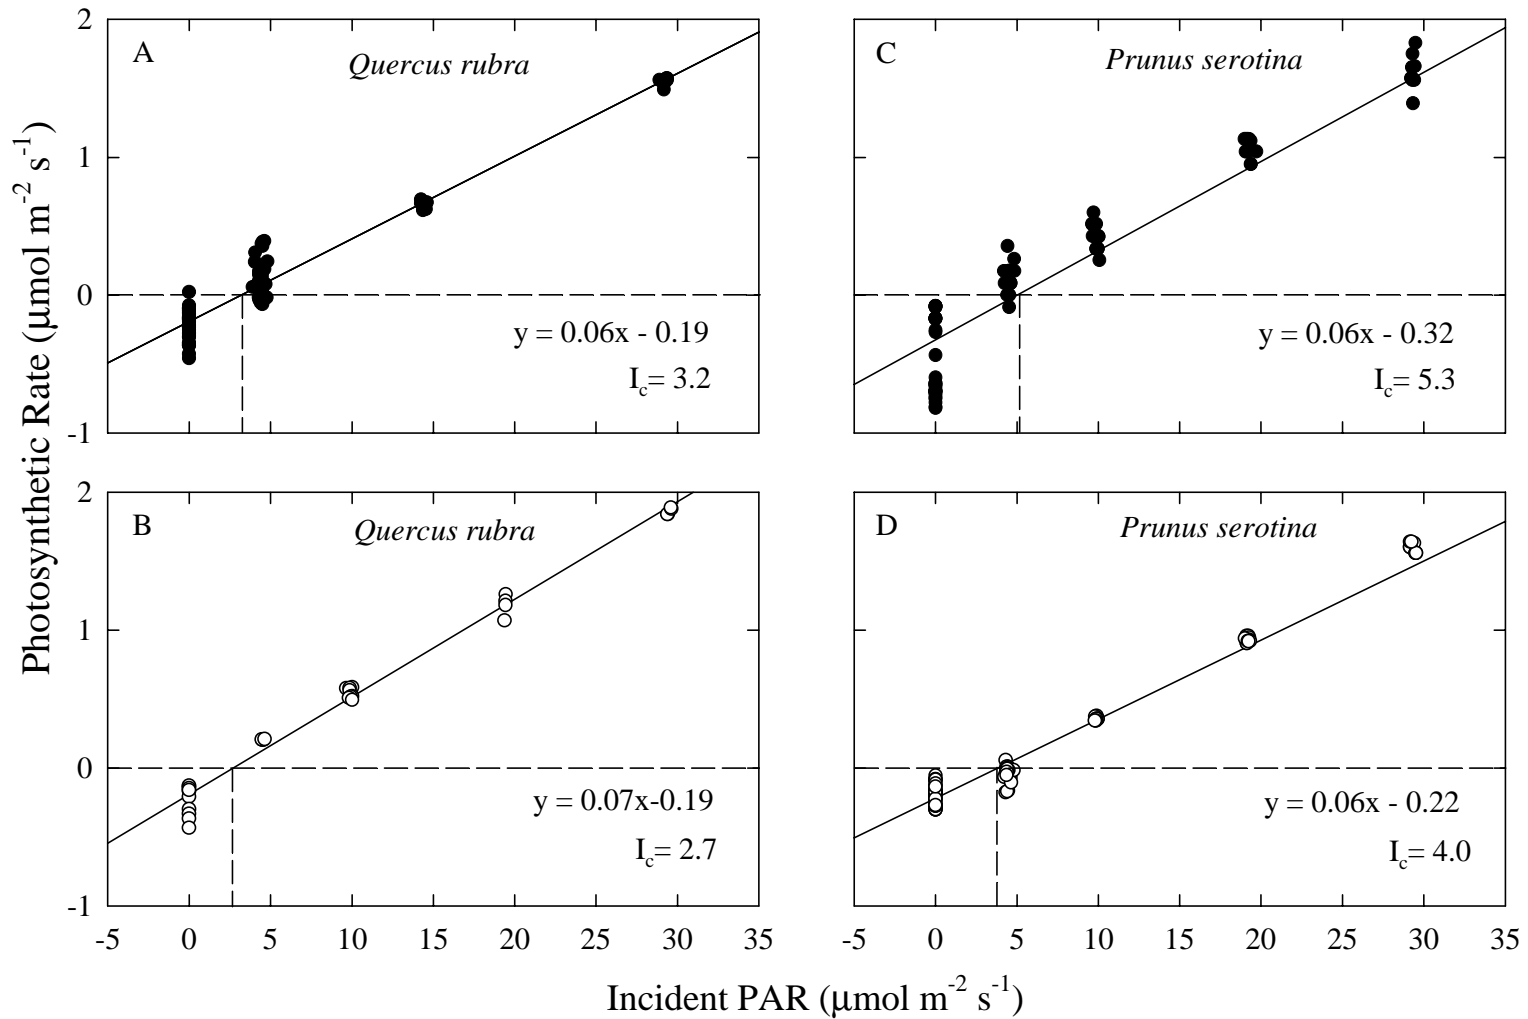 Photosynthetic Rate (μmol m⁻² s⁻¹)
2
1
0
-1
A
Quercus rubra
y = 0.06x - 0.19
I_c= 3.2
C
Prunus serotina
y = 0.06x - 0.32
I_c= 5.3
2
1
0
-1
B
Quercus rubra
y = 0.07x-0.19
I_c= 2.7
D
Prunus serotina
y = 0.06x - 0.22
I_c= 4.0
-5 0 5 10 15 20 25 30 35
-5 0 5 10 15 20 25 30 35
Incident PAR (μmol m⁻² s⁻¹)